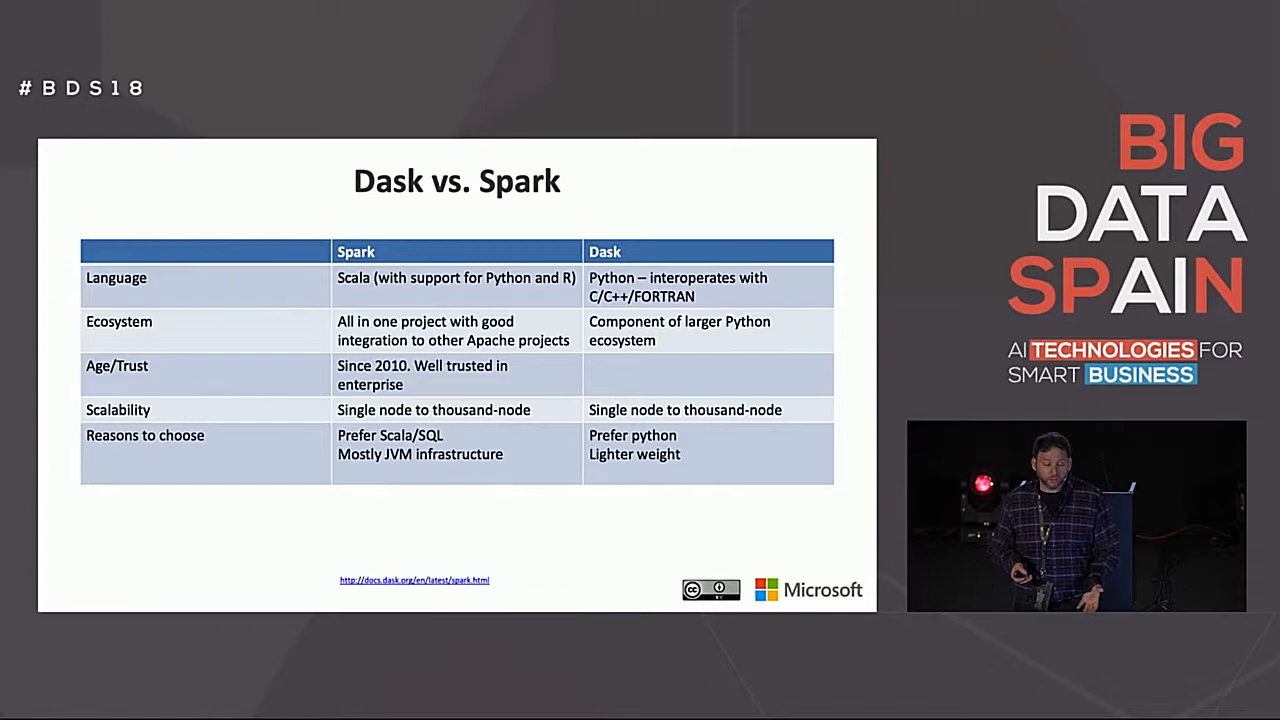 #BDS18
Dask vs. Spark
Spark
Dask
Language
Scala (with support for Python and R)
Python – interoperates with
C/C++/FORTRAN
Ecosystem
All in one project with good
integration to other Apache projects
Component of larger Python
ecosystem
Age/Trust
Since 2010. Well trusted in
enterprise
Scalability
Single node to thousand-node
Single node to thousand-node
Reasons to choose
Prefer Scala/SQL
Mostly JVM infrastructure
Prefer python
Lighter weight
http://docs.dask.org/en/latest/spark.html
cc
BY
Microsoft
BIG
DATA
SPAIN
AI TECHNOLOGIES FOR
SMART BUSINESS